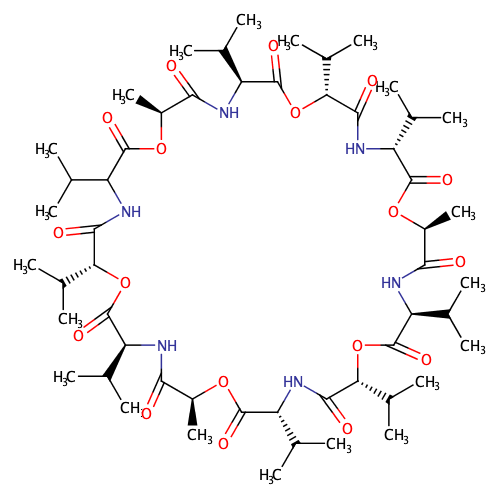 CH₃
H₃C O H₃C CH₃
O CH₃
H₃C O O H₃C
NH O CH₃
O HN
H₃C O O
NH O CH₃
H₃C
O O
H₃C O HN CH₃
CH₃ O
O NH O O CH₃
H₃C CH₃ O O HN O CH₃
CH₃ O O CH₃
CH₃
H₃C